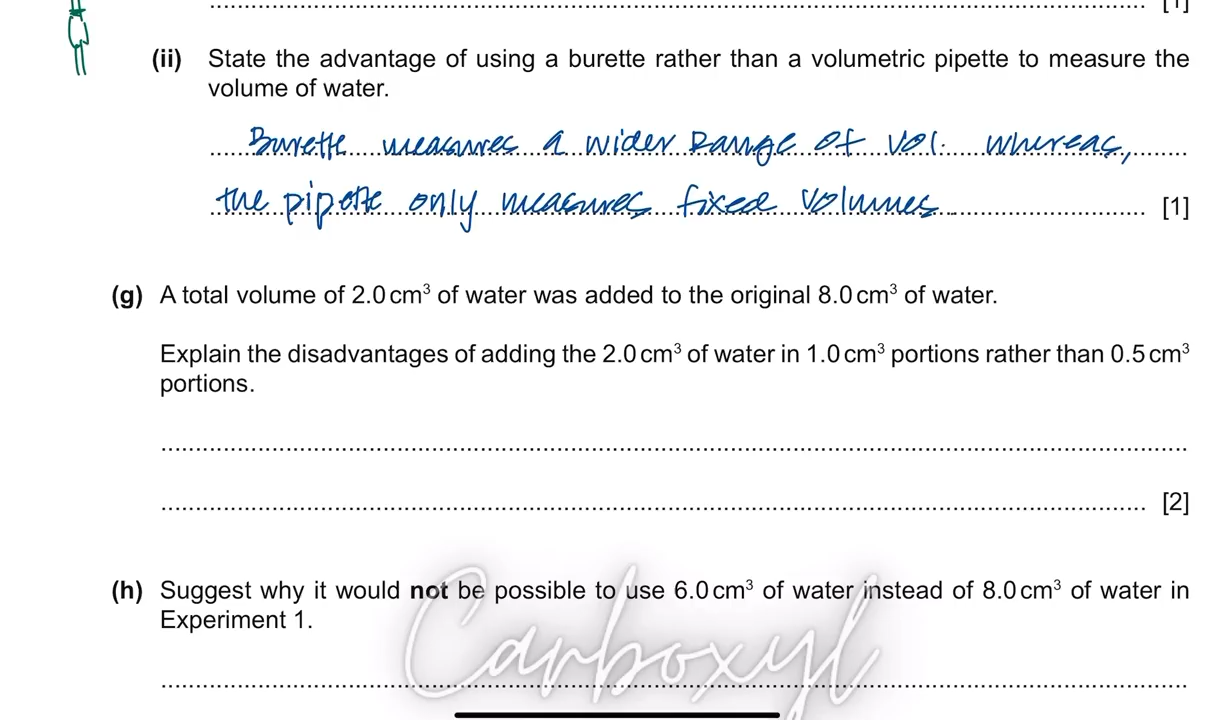 [1]
(ii) State the advantage of using a burette rather than a volumetric pipette to measure the
volume of water.
Burette measures a wider Range of vol. whereas,
the pipette only measures fixed volumes. [1]
(g) A total volume of 2.0 cm³ of water was added to the original 8.0 cm³ of water.
Explain the disadvantages of adding the 2.0 cm³ of water in 1.0 cm³ portions rather than 0.5 cm³
portions.
[2]
(h) Suggest why it would not be possible to use 6.0 cm³ of water instead of 8.0 cm³ of water in
Experiment 1.
Carboxyl